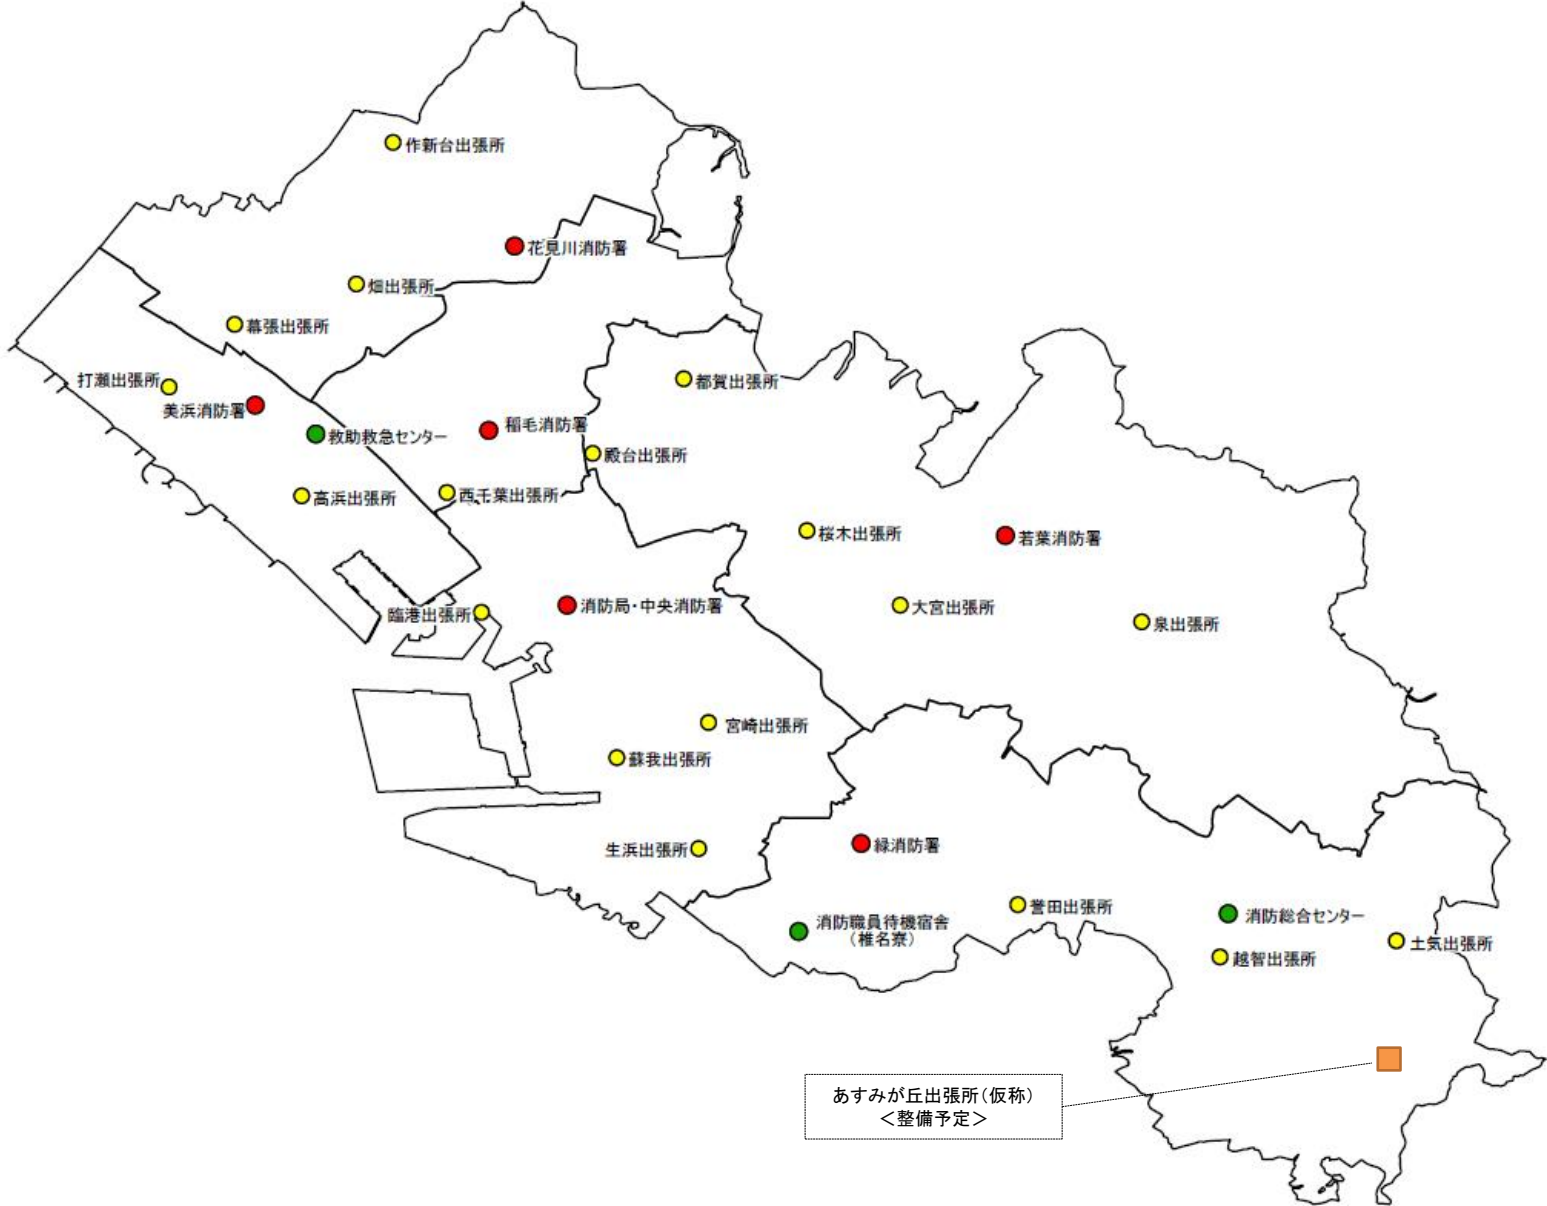 作新台出張所
花見川消防署
畑出張所
幕張出張所
打瀬出張所
美浜消防署
救助救急センター
高浜出張所
稲毛消防署
西千葉出張所
都賀出張所
殿台出張所
桜木出張所
若葉消防署
大宮出張所
泉出張所
臨港出張所
消防局・中央消防署
宮崎出張所
蘇我出張所
生浜出張所
緑消防署
誉田出張所
消防職員待機宿舎
（椎名寮）
消防総合センター
土気出張所
越智出張所
あすみが丘出張所（仮称）
＜整備予定＞